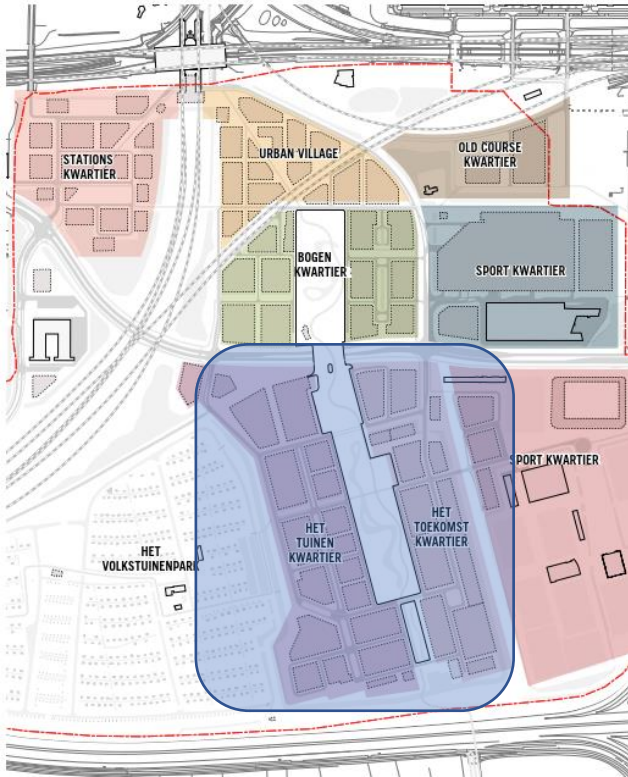 STATIONS
KWARTIER
URBAN VILLAGE
OLD COURSE
KWARTIER
BOGEN
KWARTIER
SPORT KWARTIER
SPORT KWARTIER
HET
VOLKSTUINENPARK
HET
TUINEN
KWARTIER
HET
TOEKOMST
KWARTIER